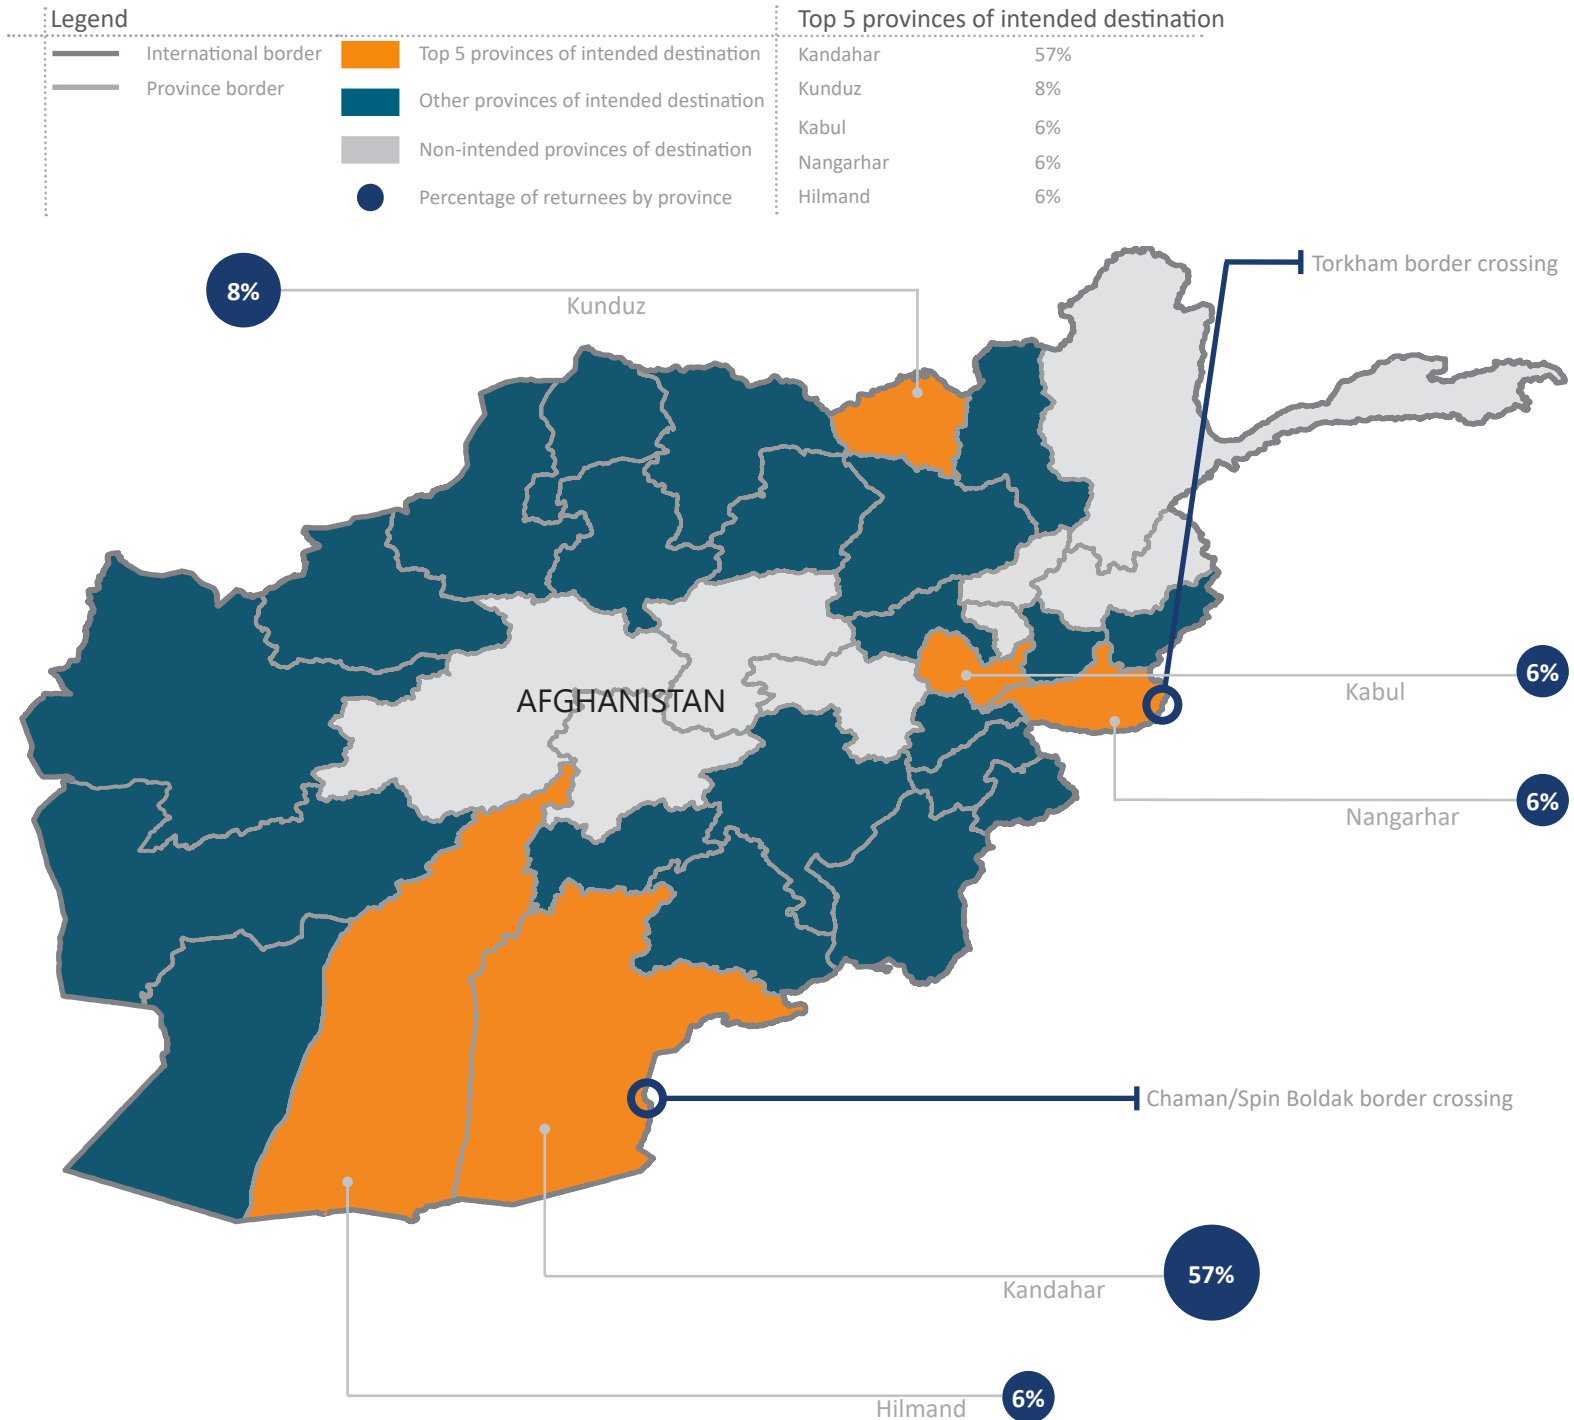 Legend
International border
Province border
Top 5 provinces of intended destination
Other provinces of intended destination
Non-intended provinces of destination
Percentage of returnees by province
Top 5 provinces of intended destination
Kandahar 57%
Kunduz 8%
Kabul 6%
Nangarhar 6%
Hilmand 6%
Torkham border crossing
8%
Kunduz
6%
Kabul
AFGHANISTAN
6%
Nangarhar
Chaman/Spin Boldak border crossing
57%
Kandahar
6%
Hilmand